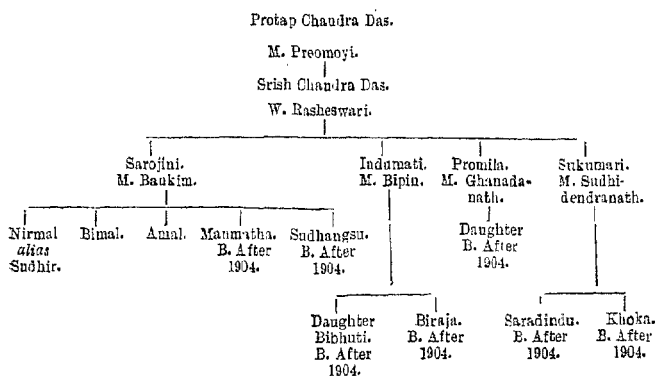 Protap Chandra Das.
M. Preomoyi.
Srish Chandra Das.
W. Rasheswari.
Sarojini. Indumati. Promila. Sukumari.
M. Bankim. M. Bipin. M. Ghanada- M. Sudhi-
nath. dendranath.
Nirmal Bimal. Amal. Manmatha. Sudhangsu. Daughter
alias B. After B. After B. After
Sudhir. 1904. 1904. 1904.
Daughter Biraja. Saradindu. Khoka.
Bibhuti. B. After B. After B. After
B. After 1904. 1904. 1904.
1904.